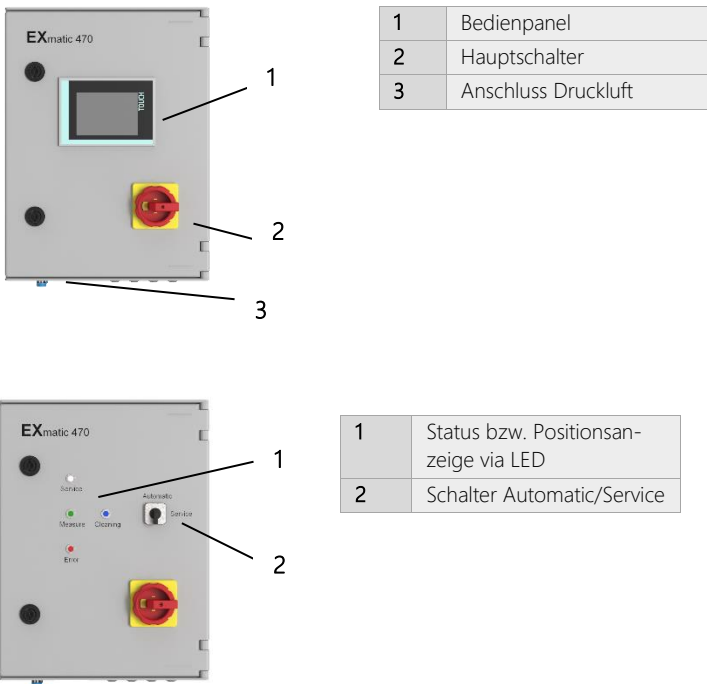 EXmatic 470
TOUCH
1
2
3
1 Bedienpanel
2 Hauptschalter
3 Anschluss Druckluft
EXmatic 470
Service
Automatic
Service
Measure Cleaning
Error
1
2
1 Status bzw. Positionsan-
zeige via LED
2 Schalter Automatic/Service